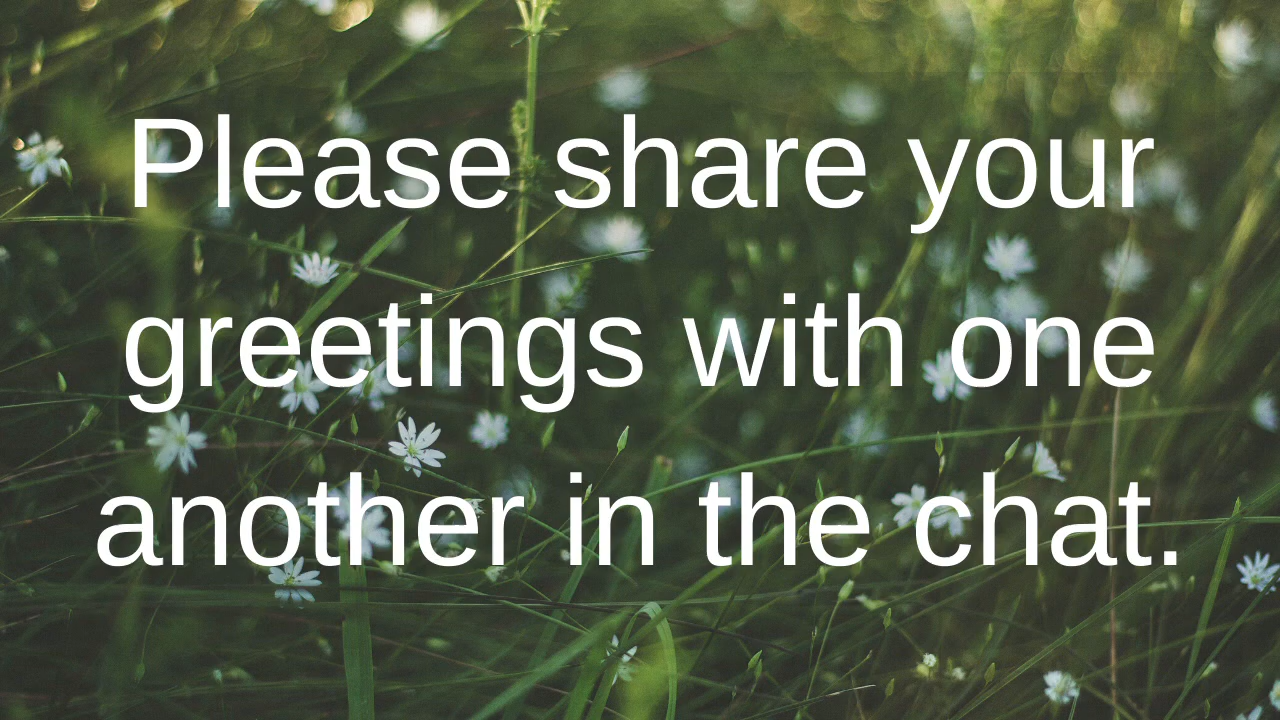 Please share your
greetings with one
another in the chat.